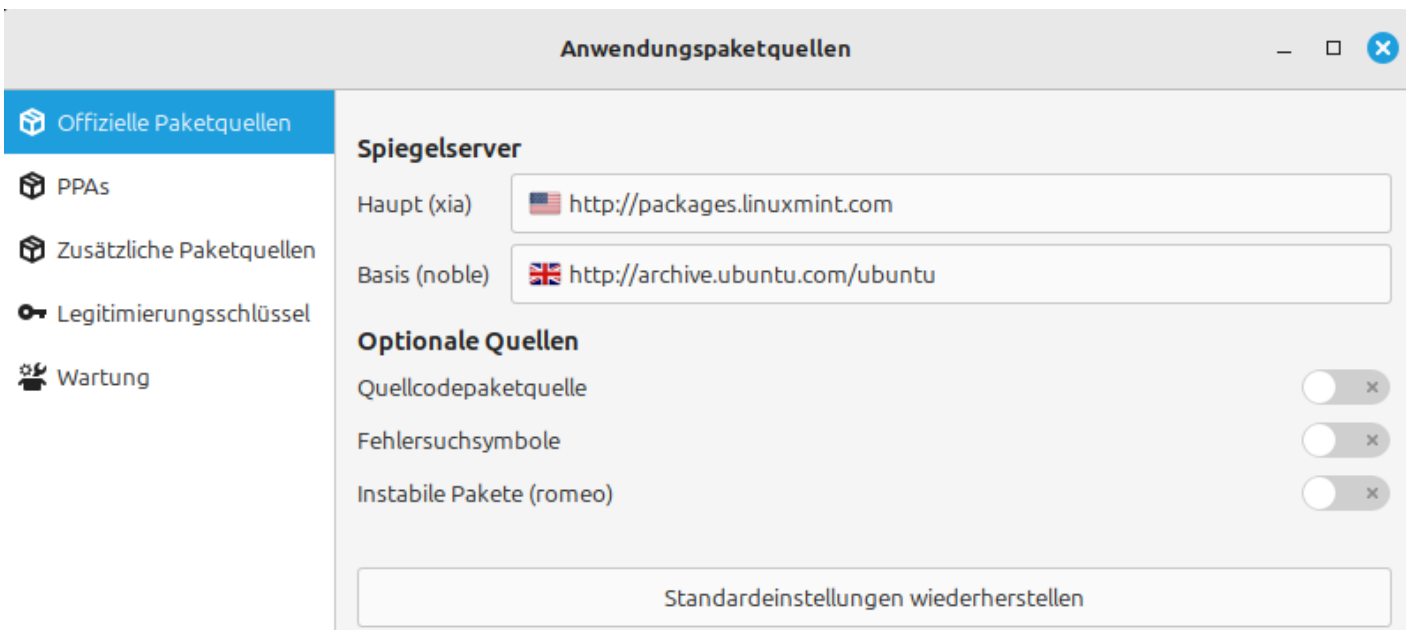 Anwendungspaketquellen
Offizielle Paketquellen
PPAs
Zusätzliche Paketquellen
Legitimierungsschlüssel
Wartung
Spiegelserver
Haupt (xia) http://packages.linuxmint.com
Basis (noble) http://archive.ubuntu.com/ubuntu
Optionale Quellen
Quellcodepaketquelle
Fehlersuchsymbole
Instabile Pakete (romeo)
Standardeinstellungen wiederherstellen